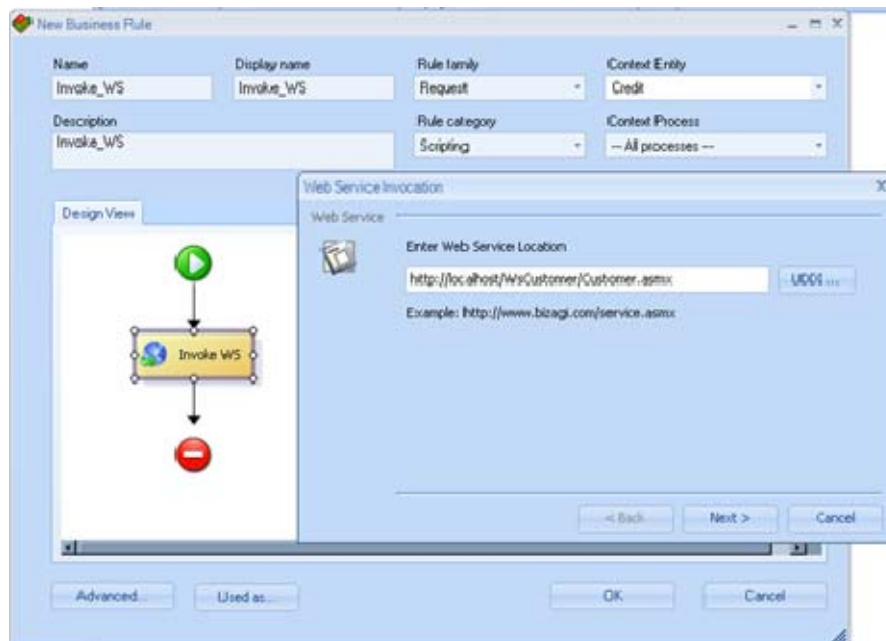 New Business Rule
Name Display name Rule family Context Entity
Invoke_WS Invoke_WS Request Credit
Description Rule category Context Process
Invoke_WS Scripting -- All processes --
Web Service Invocation
Design View Web Service
Enter Web Service Location
http://localhost/WsCustomer/Customer.asmx UDDI ...
Example: http://www.bizagi.com/service.asmx
Invoke WS
< Back Next > Cancel
Advanced... Used as... OK Cancel